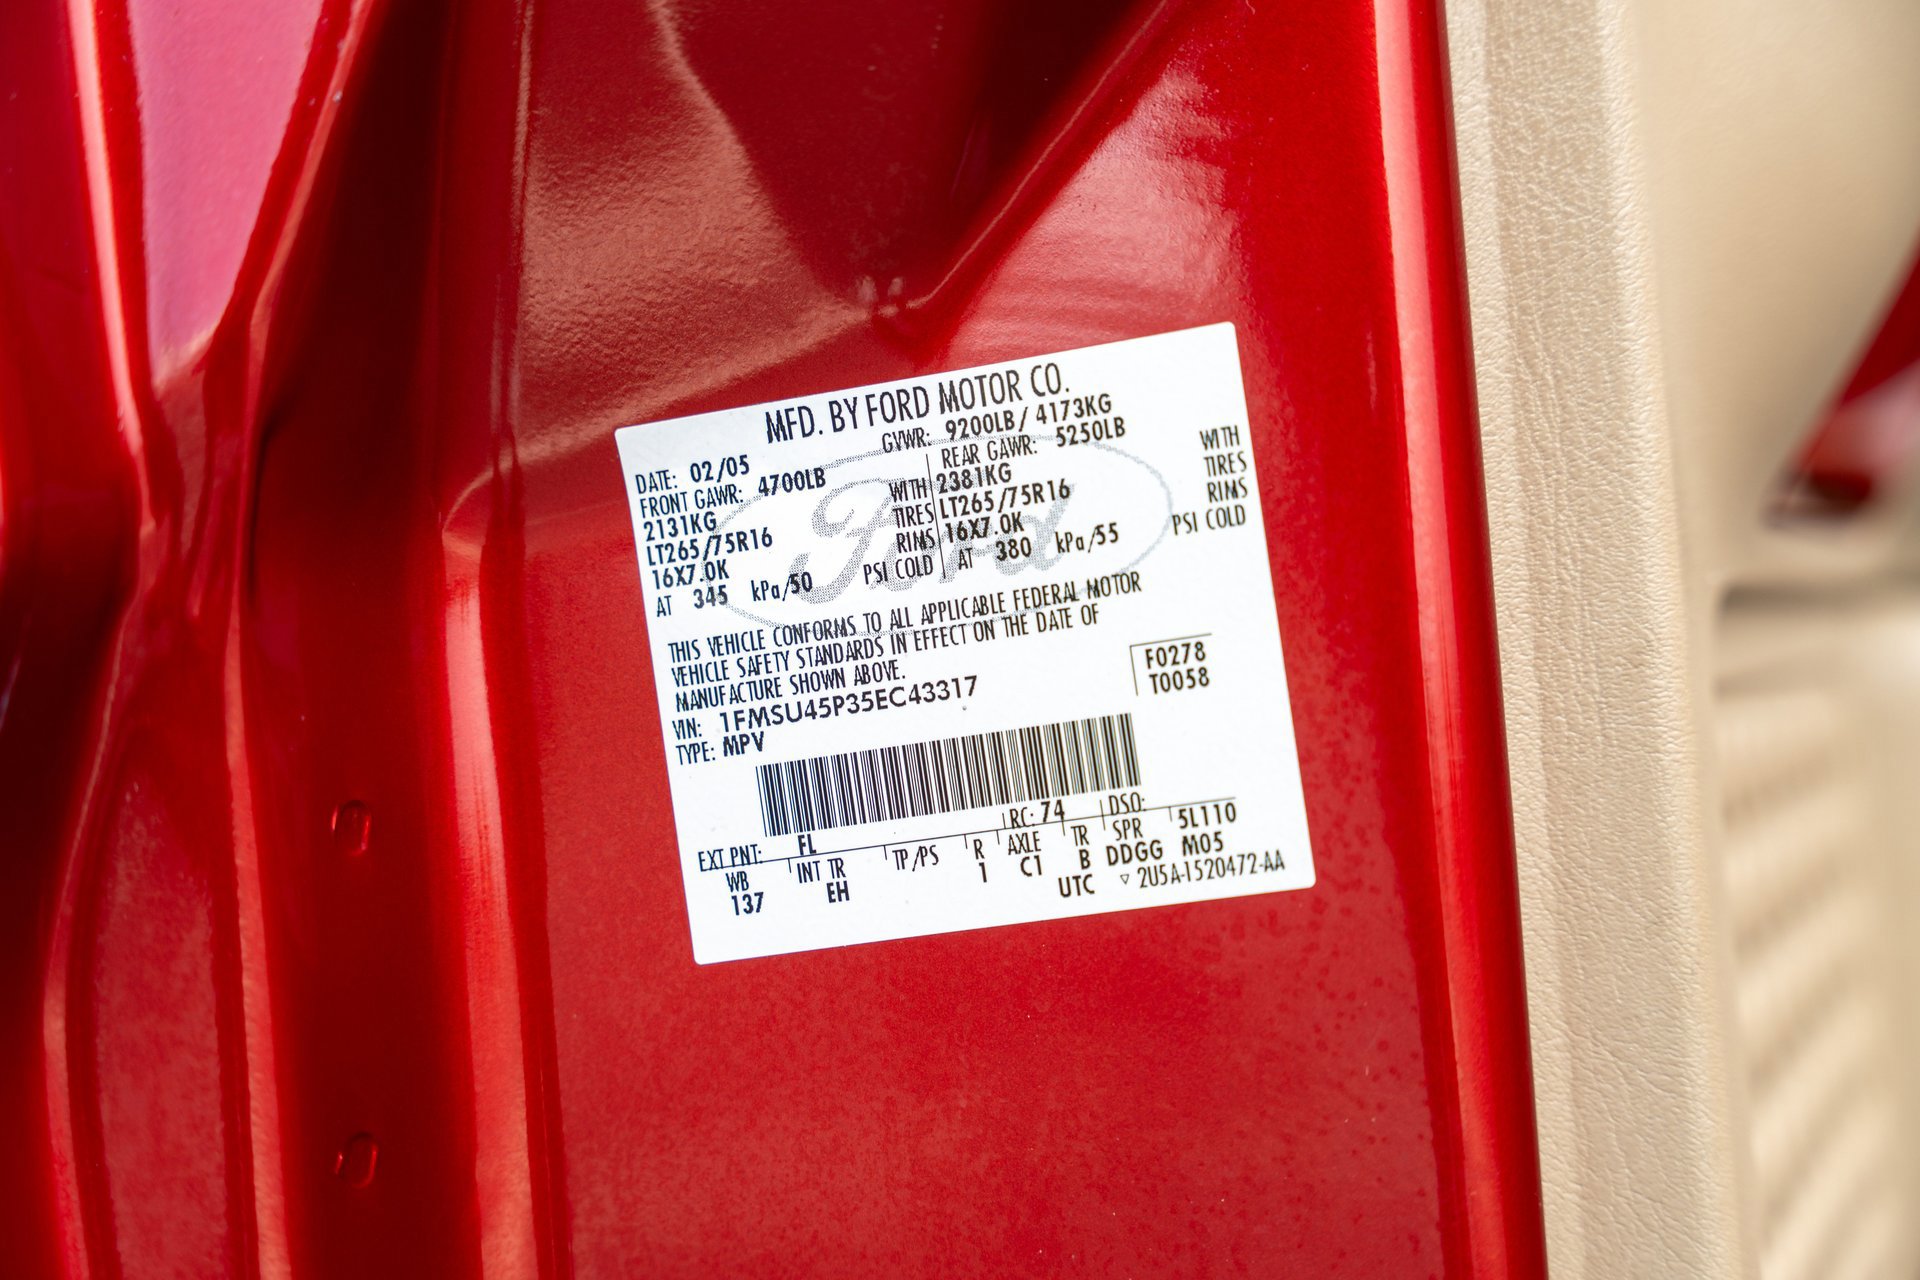 MFD. BY FORD MOTOR CO.
DATE: 02/05 GVWR: 9200LB/ 4173KG
FRONT GAWR: 4700LB REAR GAWR: 5250LB
2131KG WITH 2381KG WITH
LT265/75R16 TIRES LT265/75R16 TIRES
16X7.0K RIMS 16X7.0K RIMS
AT 345 kPa/50 PSI COLD AT 380 kPa/55 PSI COLD
Ford
THIS VEHICLE CONFORMS TO ALL APPLICABLE FEDERAL MOTOR
VEHICLE SAFETY STANDARDS IN EFFECT ON THE DATE OF
MANUFACTURE SHOWN ABOVE.
VIN: 1FMSU45P35EC43317
F0278
T0058
TYPE: MPV
RC: 74 DSO:
EXT PNT: FL 5L110
WB INT TR TP/PS R AXLE TR SPR
137 EH 1 C1 B DDGG M05
UTC ▽ 2U5A-1520472-AA